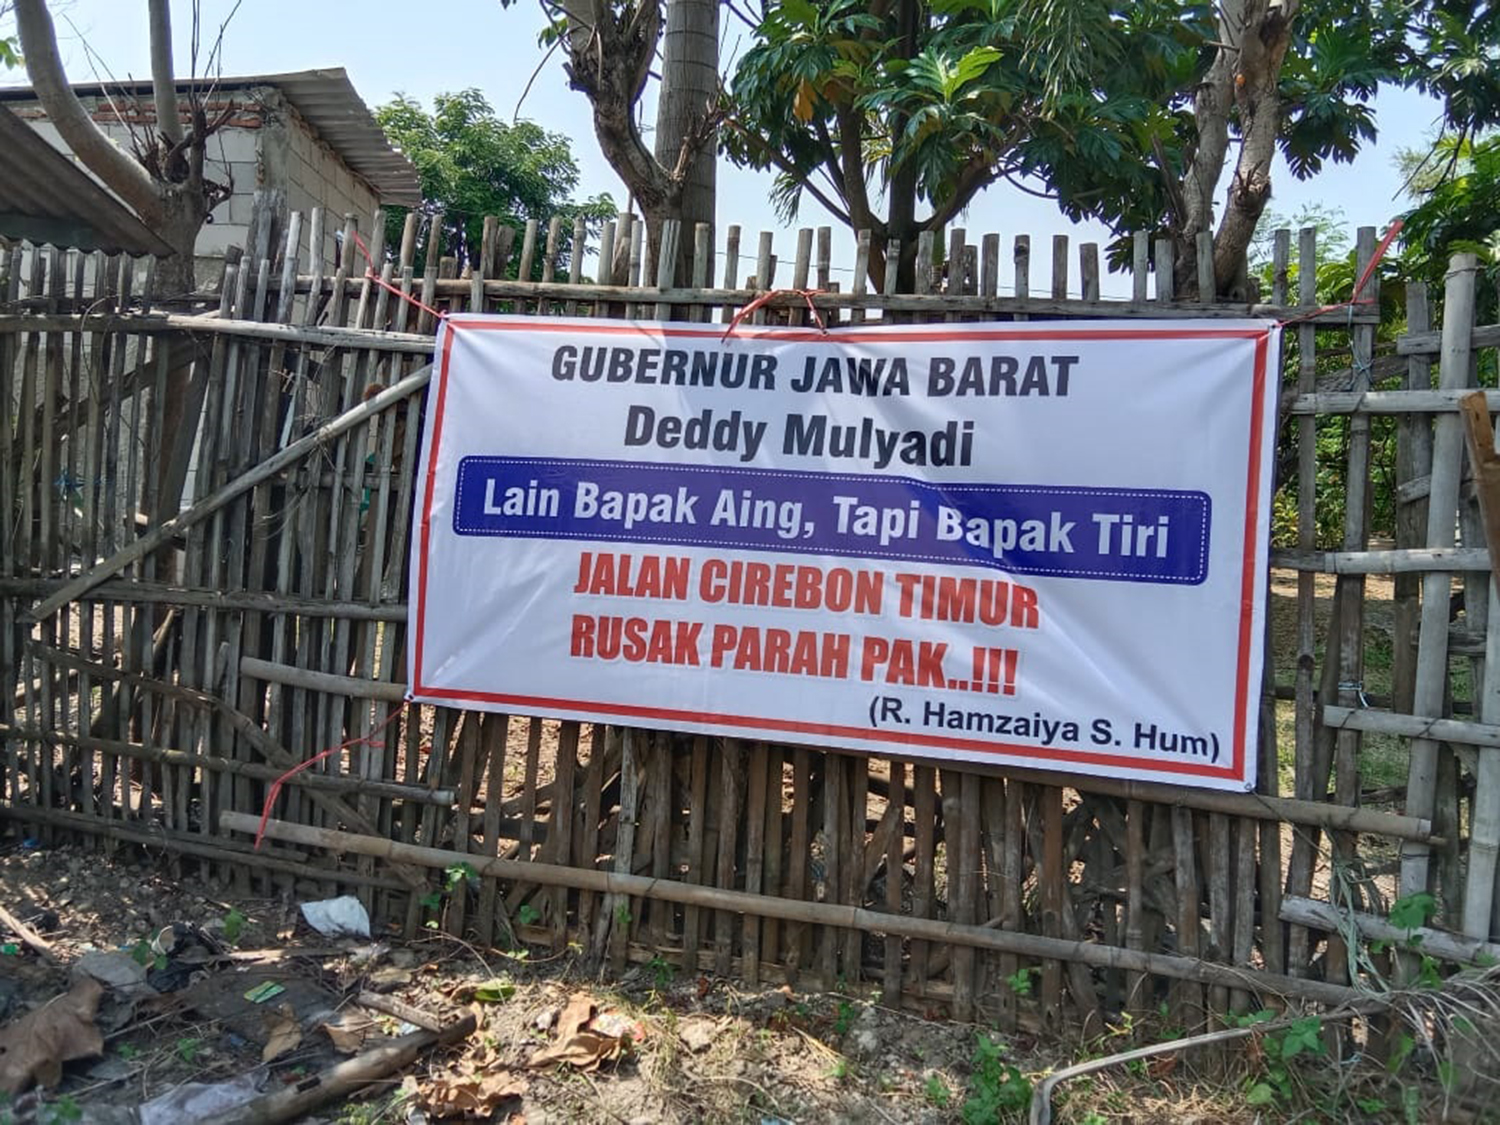 GUBERNUR JAWA BARAT
Deddy Mulyadi
Lain Bapak Aing, Tapi Bapak Tiri
JALAN CIREBON TIMUR
RUSAK PARAH PAK..!!!
(R. Hamzaiya S. Hum)